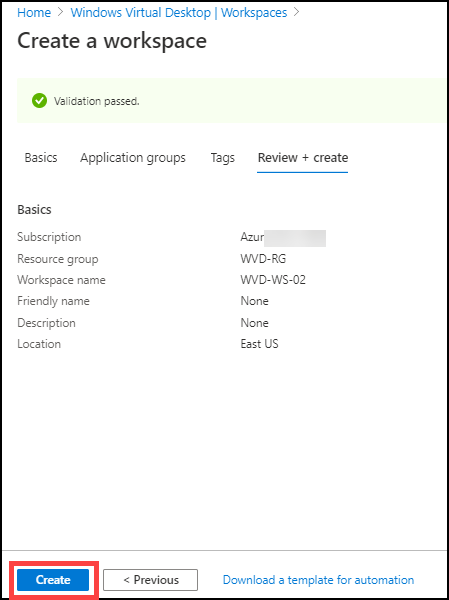 Home > Windows Virtual Desktop | Workspaces >
Create a workspace
Validation passed.
Basics Application groups Tags Review + create
Basics
Subscription Azur
Resource group WVD-RG
Workspace name WVD-WS-02
Friendly name None
Description None
Location East US
Create < Previous Download a template for automation